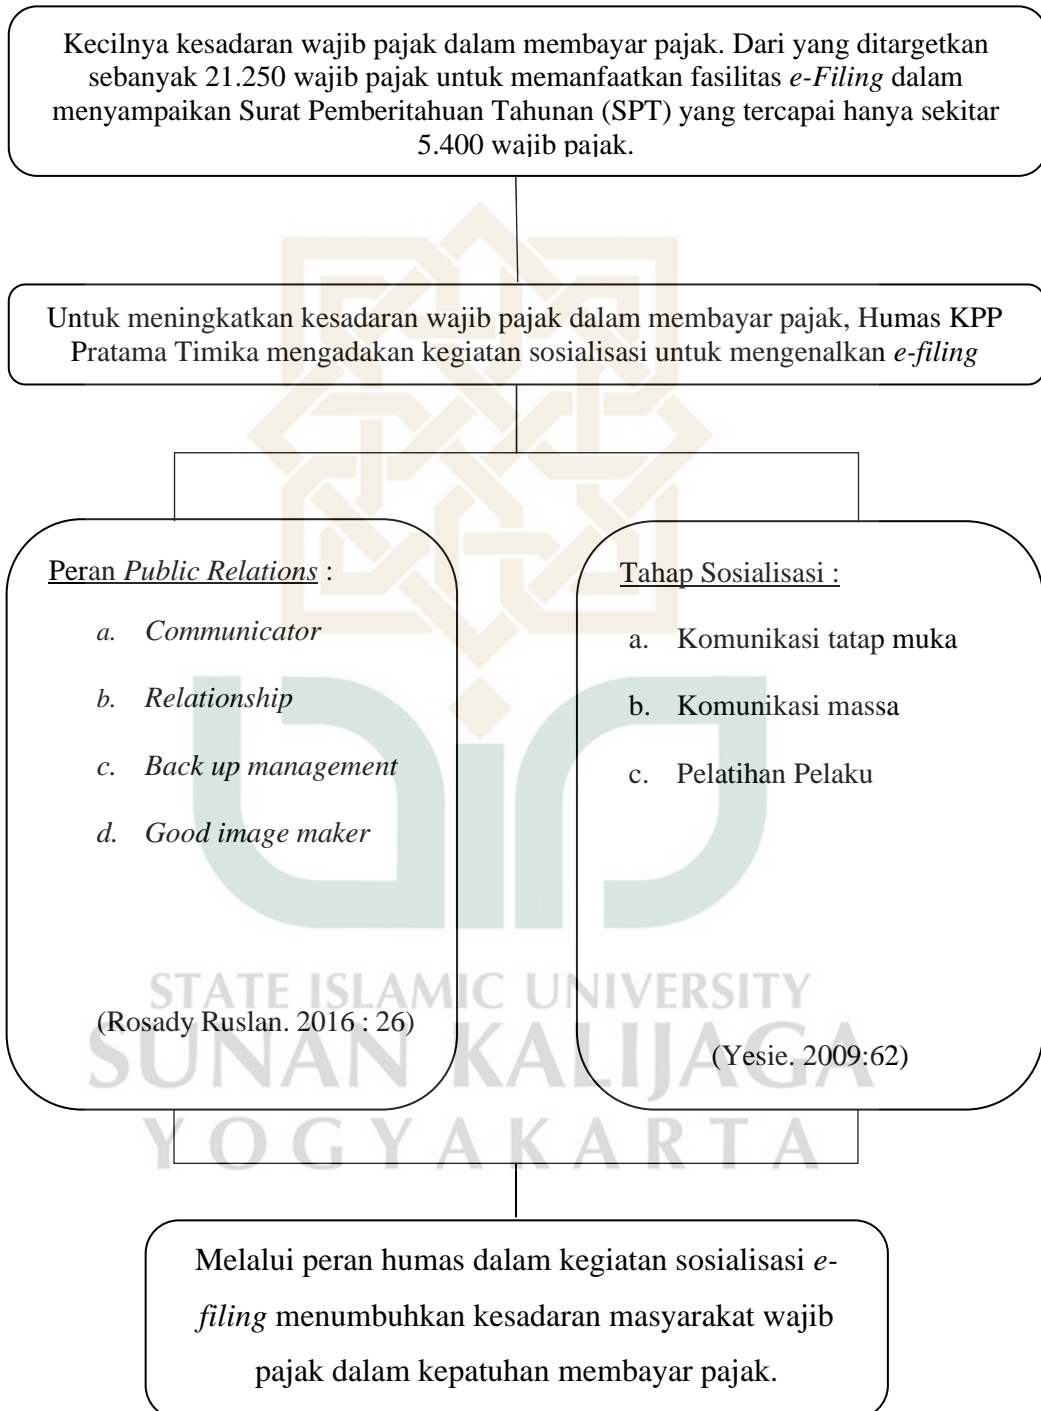 Kecilnya kesadaran wajib pajak dalam membayar pajak. Dari yang ditargetkan
sebanyak 21.250 wajib pajak untuk memanfaatkan fasilitas e-Filing dalam
menyampaikan Surat Pemberitahuan Tahunan (SPT) yang tercapai hanya sekitar
5.400 wajib pajak.
Untuk meningkatkan kesadaran wajib pajak dalam membayar pajak, Humas KPP
Pratama Timika mengadakan kegiatan sosialisasi untuk mengenalkan e-filing
Peran Public Relations :
a. Communicator
b. Relationship
c. Back up management
d. Good image maker
(Rosady Ruslan. 2016 : 26)
Tahap Sosialisasi :
a. Komunikasi tatap muka
b. Komunikasi massa
c. Pelatihan Pelaku
(Yesie. 2009:62)
STATE ISLAMIC UNIVERSITY
SUNAN KALIJAGA
YOGYAKARTA
Melalui peran humas dalam kegiatan sosialisasi e-
filing menumbuhkan kesadaran masyarakat wajib
pajak dalam kepatuhan membayar pajak.